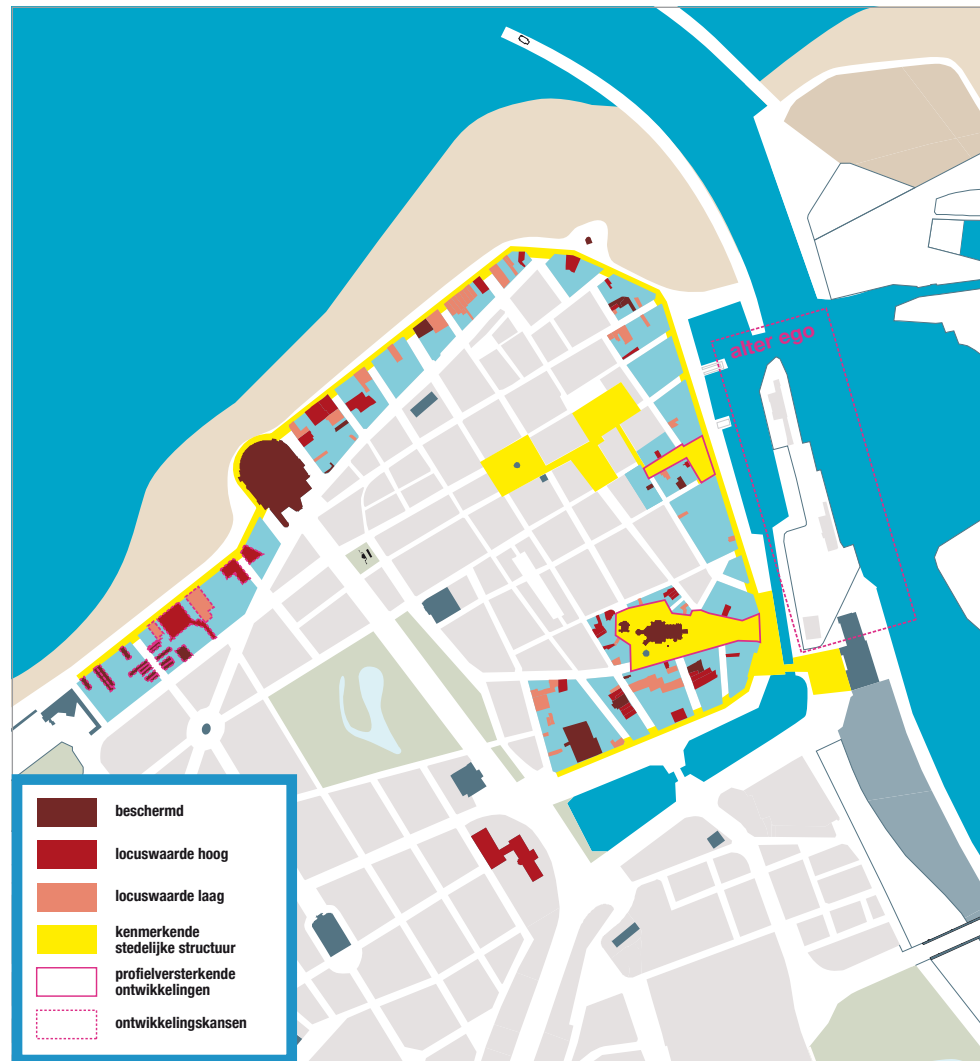 alter ego
beschermd
locuswaarde hoog
locuswaarde laag
kenmerkende
stedelijke structuur
profielversterkende
ontwikkelingen
ontwikkelingskansen